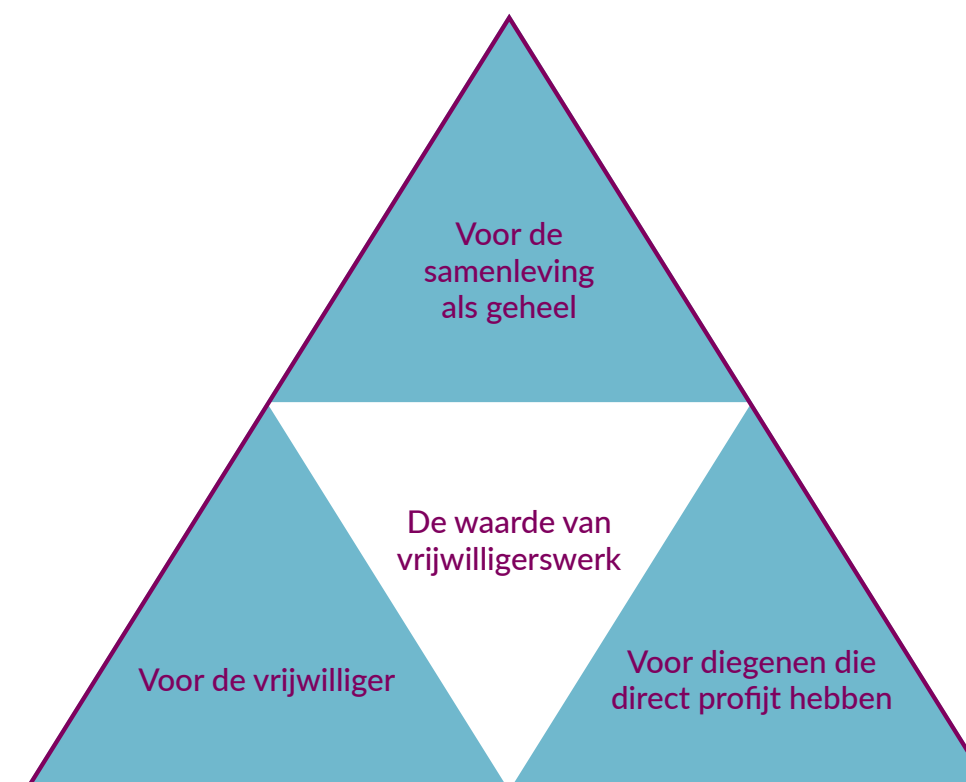 Voor de
samenleving
als geheel
De waarde van
vrijwilligerswerk
Voor de vrijwilliger
Voor diegenen die
direct profijt hebben